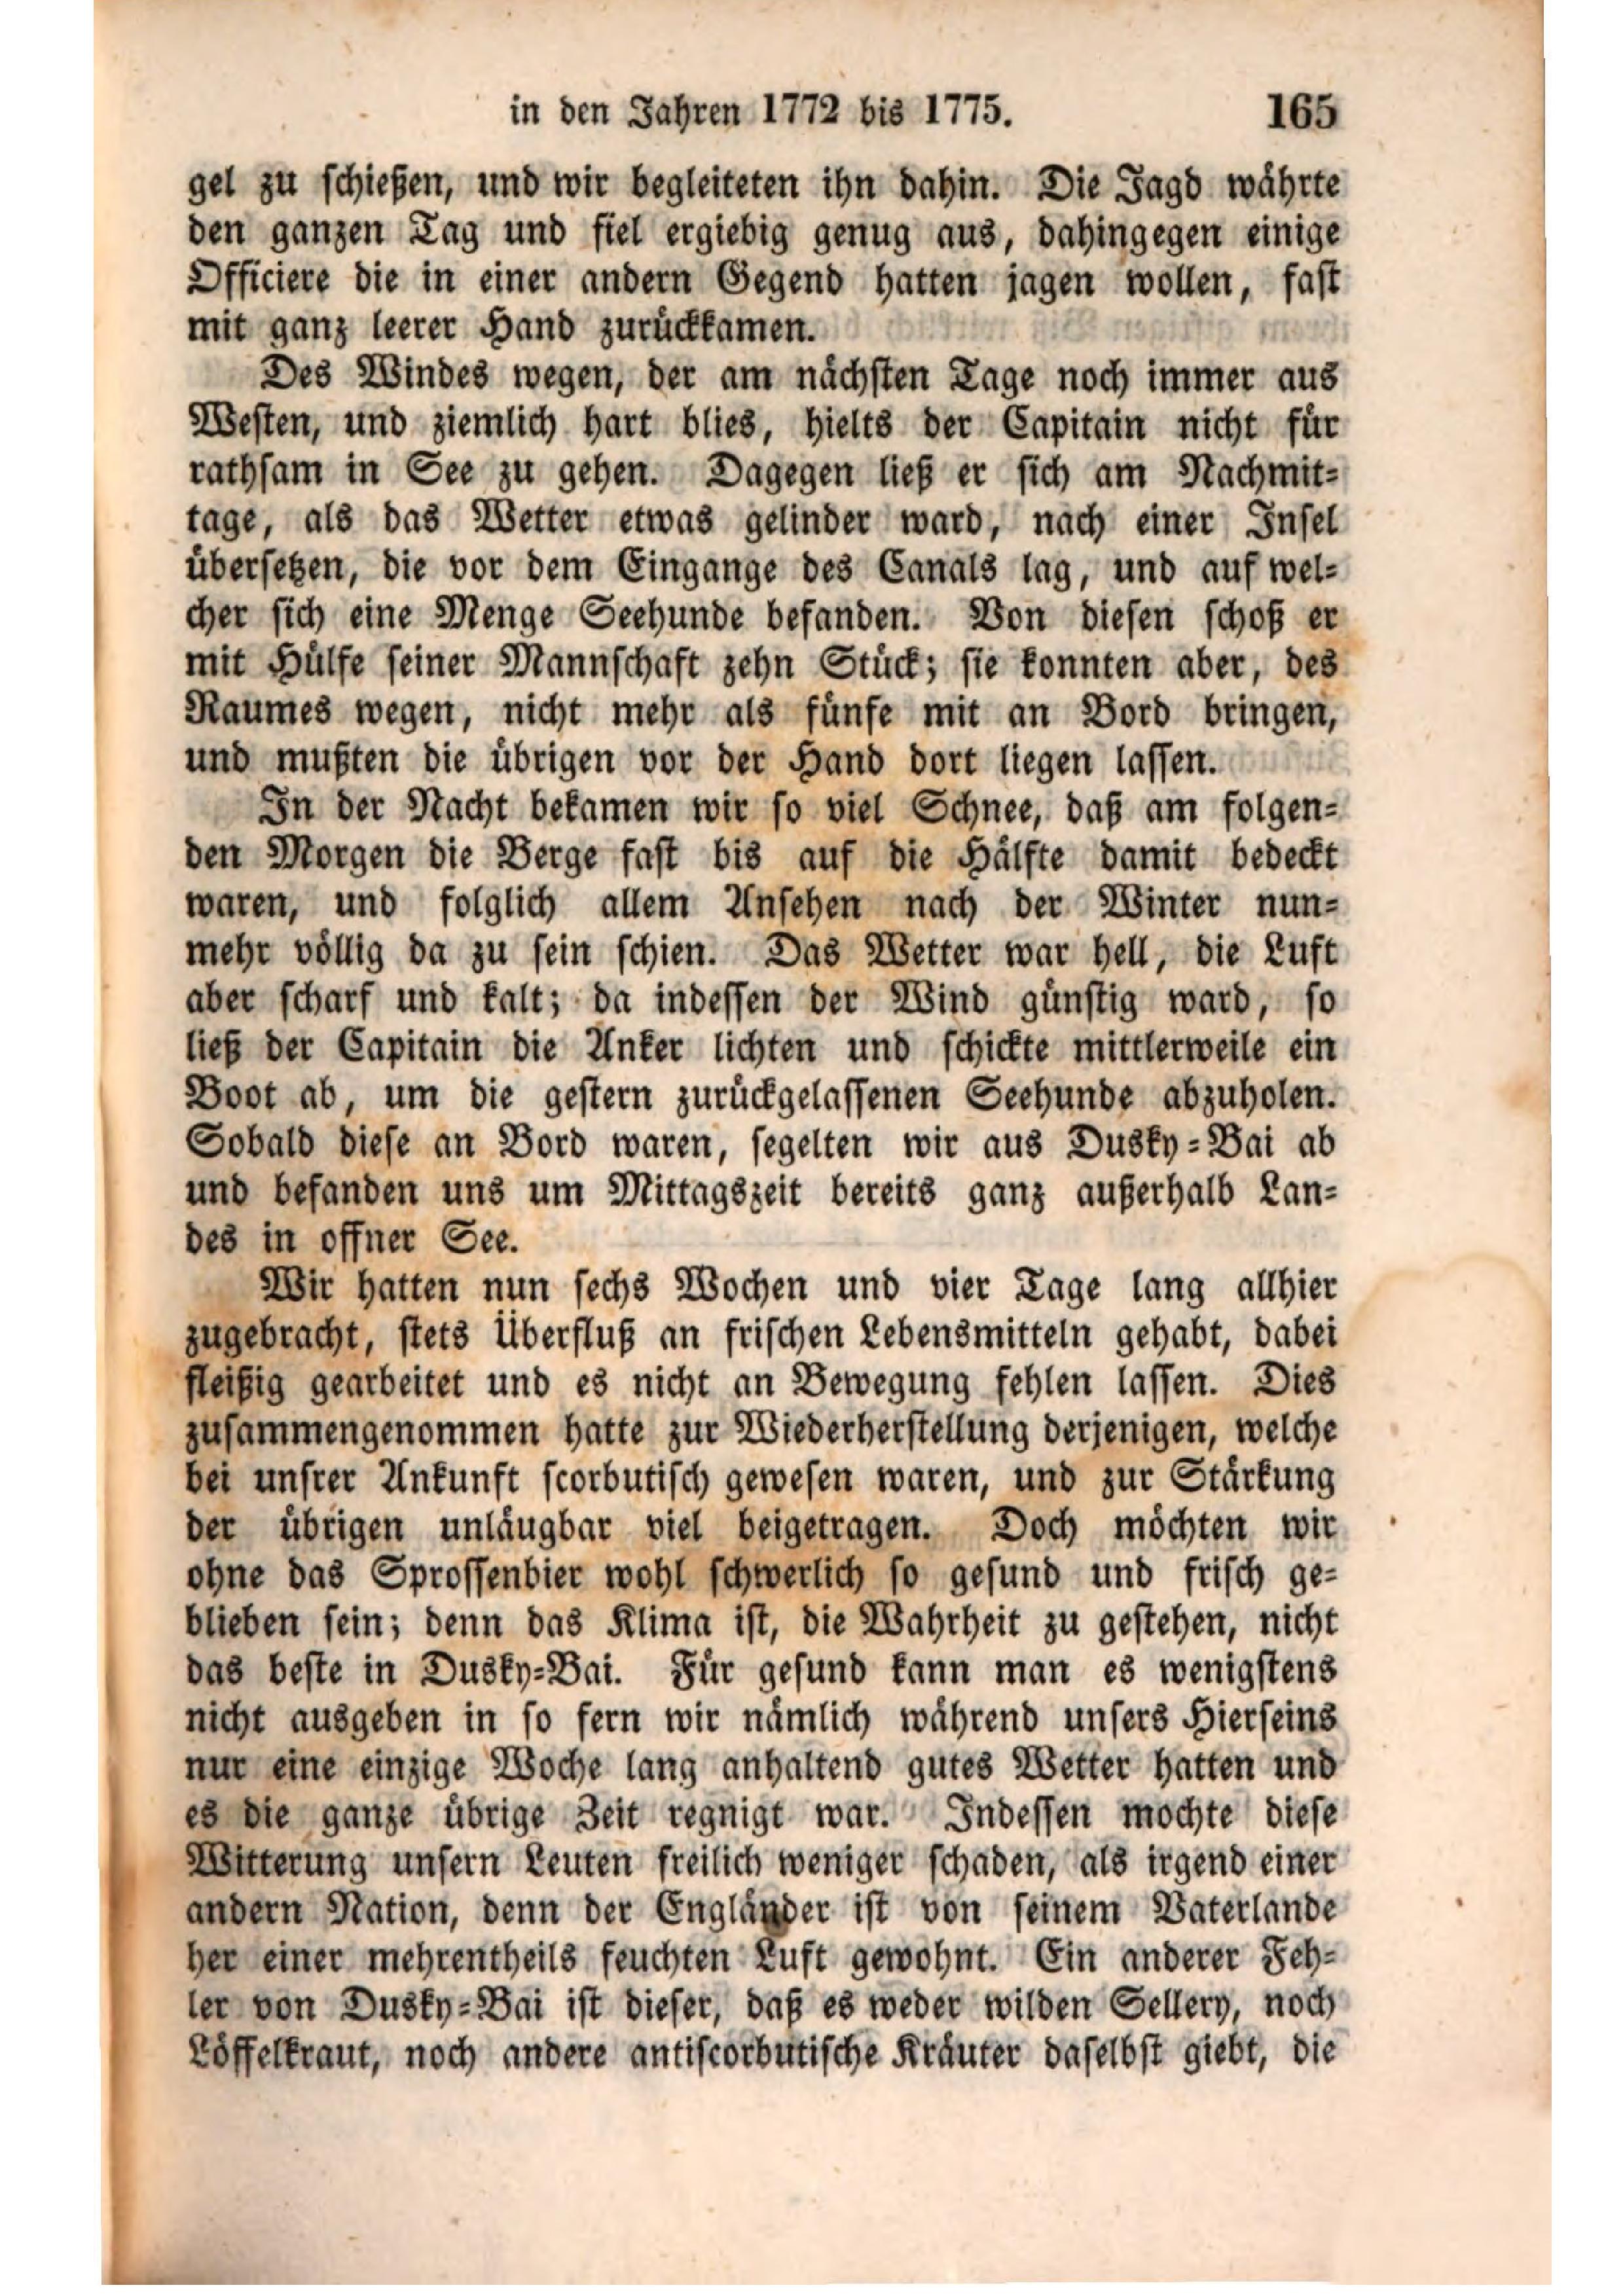 in den Jahren 1772 bis 1775. 165
gel zu schießen, und wir begleiteten ihn dahin. Die Jagd währte
den ganzen Tag und fiel ergiebig genug aus, dahingegen einige
Officiere die in einer andern Gegend hatten jagen wollen, fast
mit ganz leerer Hand zurückkamen.
Des Windes wegen, der am nächsten Tage noch immer aus
Westen, und ziemlich hart blies, hielts der Capitain nicht für
rathsam in See zu gehen. Dagegen ließ er sich am Nachmit-
tage, als das Wetter etwas gelinder ward, nach einer Insel
übersetzen, die vor dem Eingange des Canals lag, und auf wel-
cher sich eine Menge Seehunde befanden. Von diesen schoß er
mit Hülfe seiner Mannschaft zehn Stück; sie konnten aber, des
Raumes wegen, nicht mehr als fünfe mit an Bord bringen,
und mußten die übrigen vor der Hand dort liegen lassen.
In der Nacht bekamen wir so viel Schnee, daß am folgen-
den Morgen die Berge fast bis auf die Hälfte damit bedeckt
waren, und folglich allem Ansehen nach der Winter nun-
mehr völlig da zu sein schien. Das Wetter war hell, die Luft
aber scharf und kalt; da indessen der Wind günstig ward, so
ließ der Capitain die Anker lichten und schickte mittlerweile ein
Boot ab, um die gestern zurückgelassenen Seehunde abzuholen.
Sobald diese an Bord waren, segelten wir aus Dusky-Bai ab
und befanden uns um Mittagszeit bereits ganz außerhalb Lan-
des in offner See.
Wir hatten nun sechs Wochen und vier Tage lang allhier
zugebracht, stets Überfluß an frischen Lebensmitteln gehabt, dabei
fleißig gearbeitet und es nicht an Bewegung fehlen lassen. Dies
zusammengenommen hatte zur Wiederherstellung derjenigen, welche
bei unsrer Ankunft scorbutisch gewesen waren, und zur Stärkung
der übrigen unläugbar viel beigetragen. Doch möchten wir
ohne das Sprossenbier wohl schwerlich so gesund und frisch ge-
blieben sein; denn das Klima ist, die Wahrheit zu gestehen, nicht
das beste in Dusky-Bai. Für gesund kann man es wenigstens
nicht ausgeben in so fern wir nämlich während unsers Hierseins
nur eine einzige Woche lang anhaltend gutes Wetter hatten und
es die ganze übrige Zeit regnigt war. Indessen mochte diese
Witterung unsern Leuten freilich weniger schaden, als irgend einer
andern Nation, denn der Engländer ist von seinem Vaterlande
her einer mehrentheils feuchten Luft gewohnt. Ein anderer Feh-
ler von Dusky-Bai ist dieser, daß es weder wilden Sellery, noch
Löffelkraut, noch andere antiscorbutische Kräuter daselbst giebt, die